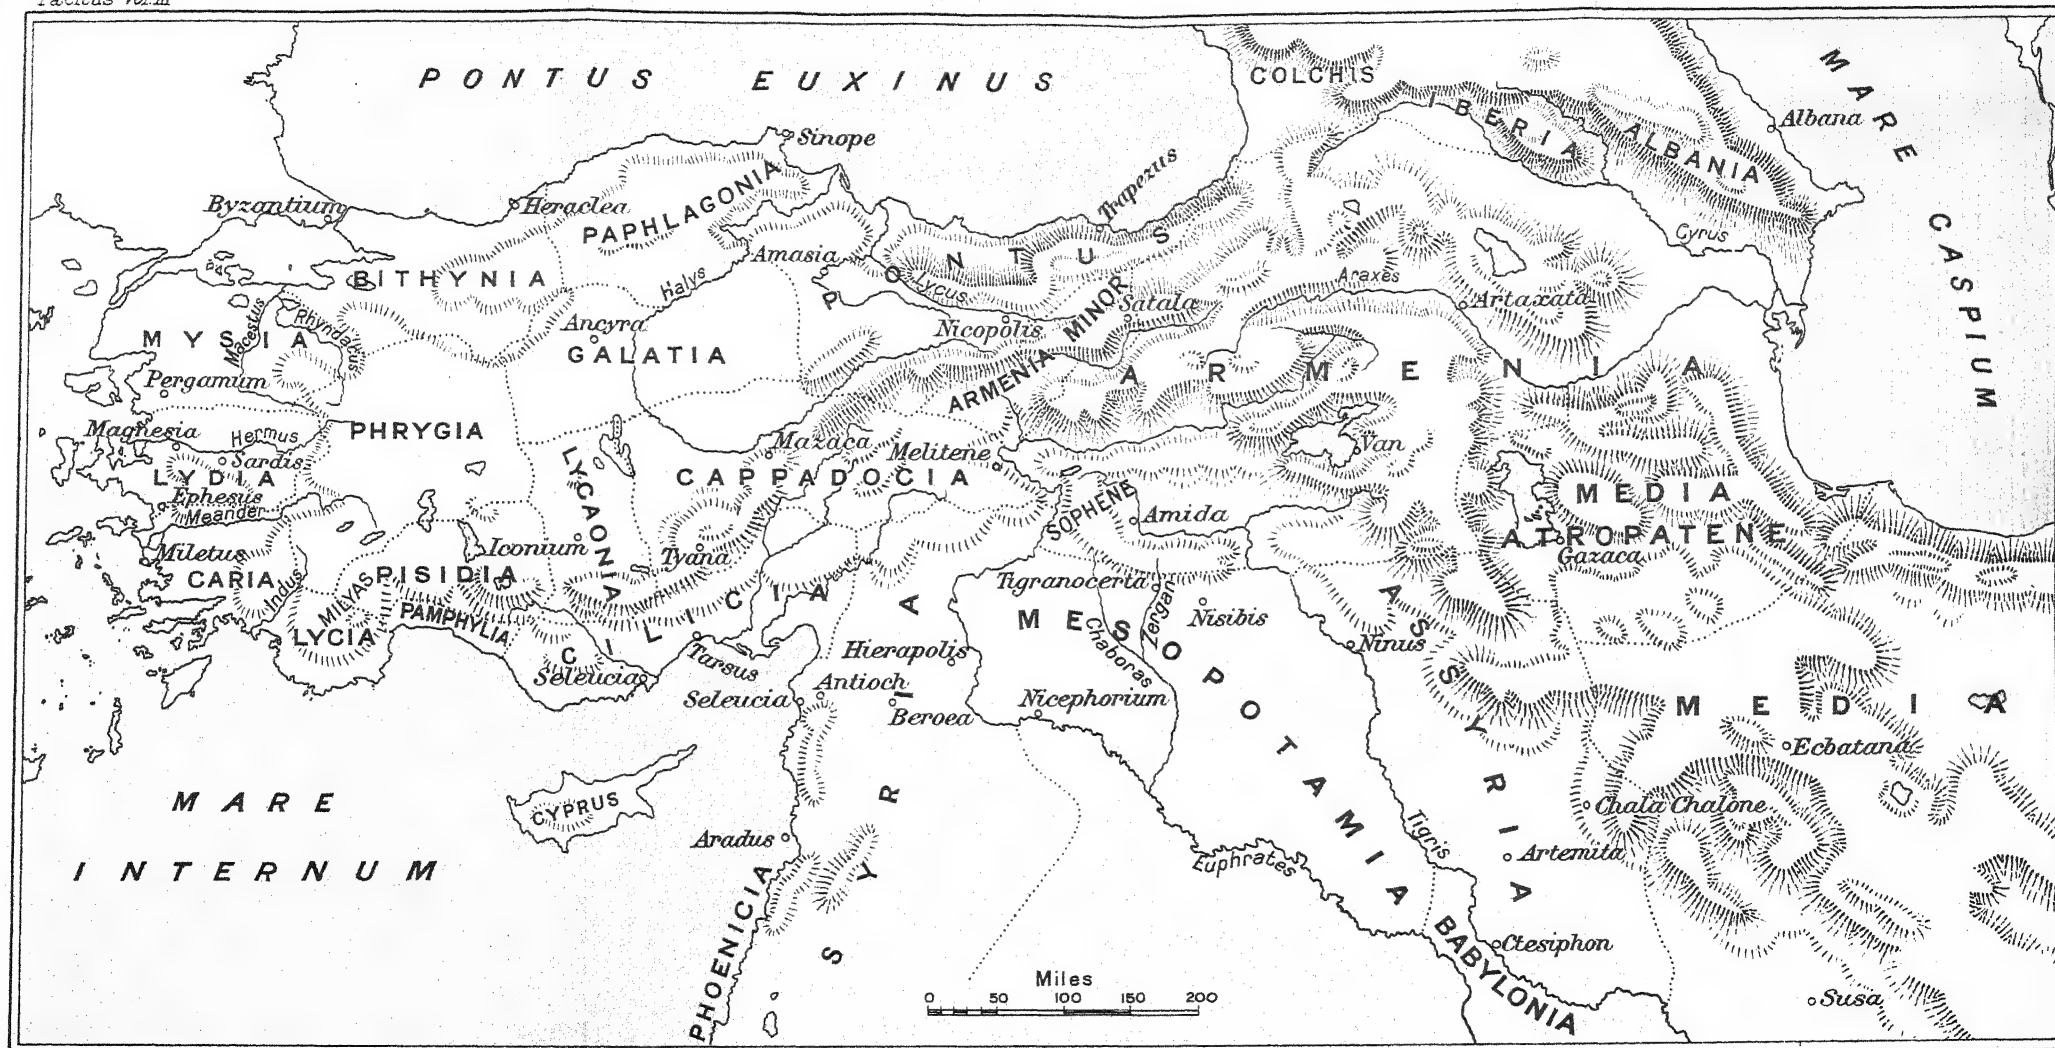 Tacitus Vol. III
PONTUS EUXINUS
COLCHIS
IBERIA
ALBANIA
Albana
MARE CASPIUM
Sinope
Trapezus
Byzantium
Heraclea
PAPHLAGONIA
Amasia
PONTUS
Cyrus
BITHYNIA
Halys
Lycus
Satala
Araxes
Artaxata
Macestus
Rhyndacus
MYSIA
Ancyra
GALATIA
Nicopolis
ARMENIA MINOR
ARMENIA
Pergamum
Magnesia
Hermus
PHRYGIA
Mazaca
Melitene
Van
LYDIA
Sardis
LYCAONIA
CAPPADOCIA
SOPHENE
MEDIA
ATROPATENE
Ephesus
Meander
Amida
Gazaca
Miletus
Iconium
Tyana
CARIA
Indus
MILYAS
PISIDIA
CILICIA
Tigranocerta
Zergan
Nisibis
ASSYRIA
LYCIA
PAMPHYLIA
MESOPOTAMIA
Chaboras
Ninus
Tarsus
Hierapolis
Seleucia
Seleucia
Antioch
Beroea
Nicephorium
MEDIA
Ecbatana
MARE
INTERNUM
CYPRUS
SYRIA
Chala Chalone
Aradus
Euphrates
Tigris
Artemita
PHOENICIA
BABYLONIA
Ctesiphon
Susa
Miles
0 50 100 150 200